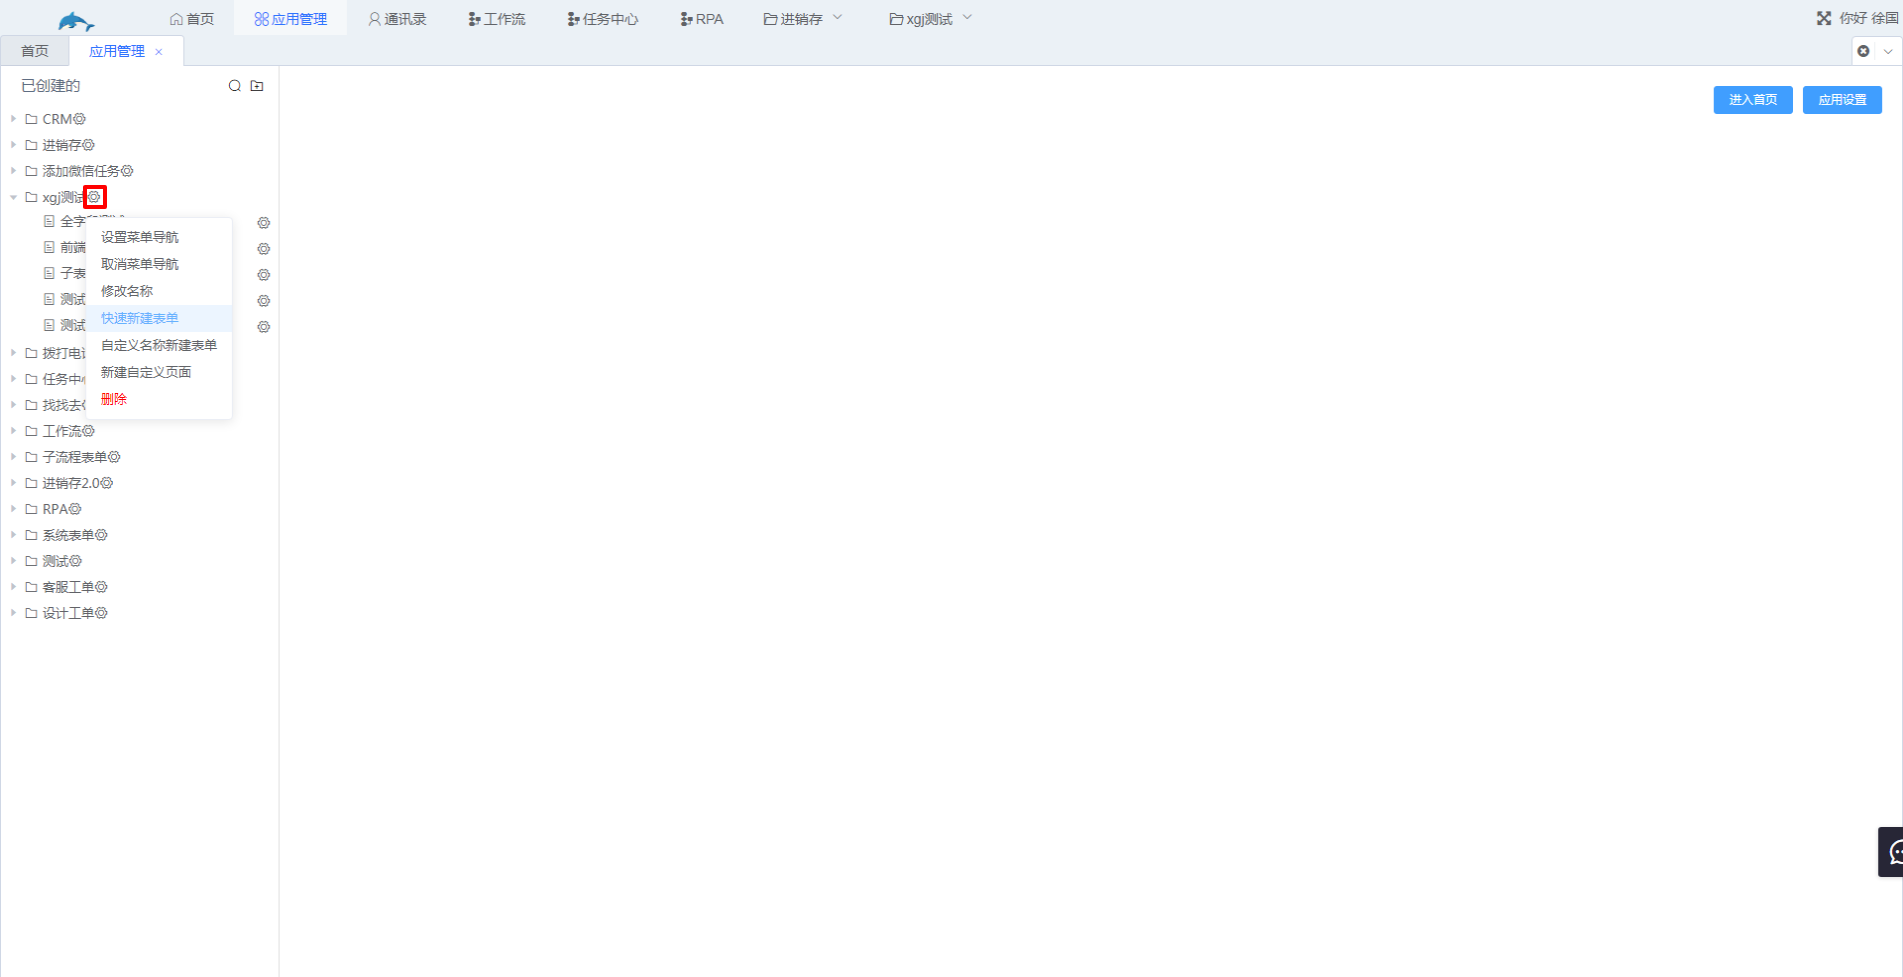 首页
应用管理
通讯录
工作流
任务中心
RPA
进销存
xgj测试
你好 徐国
首页
应用管理
已创建的
进入首页
应用设置
CRM
进销存
添加微信任务
xgj测试
全字
前端
子表
测试
测试
设置菜单导航
取消菜单导航
修改名称
快速新建表单
自定义名称新建表单
新建自定义页面
删除
拨打电
任务中
找找去
工作流
子流程表单
进销存2.0
RPA
系统表单
测试
客服工单
设计工单